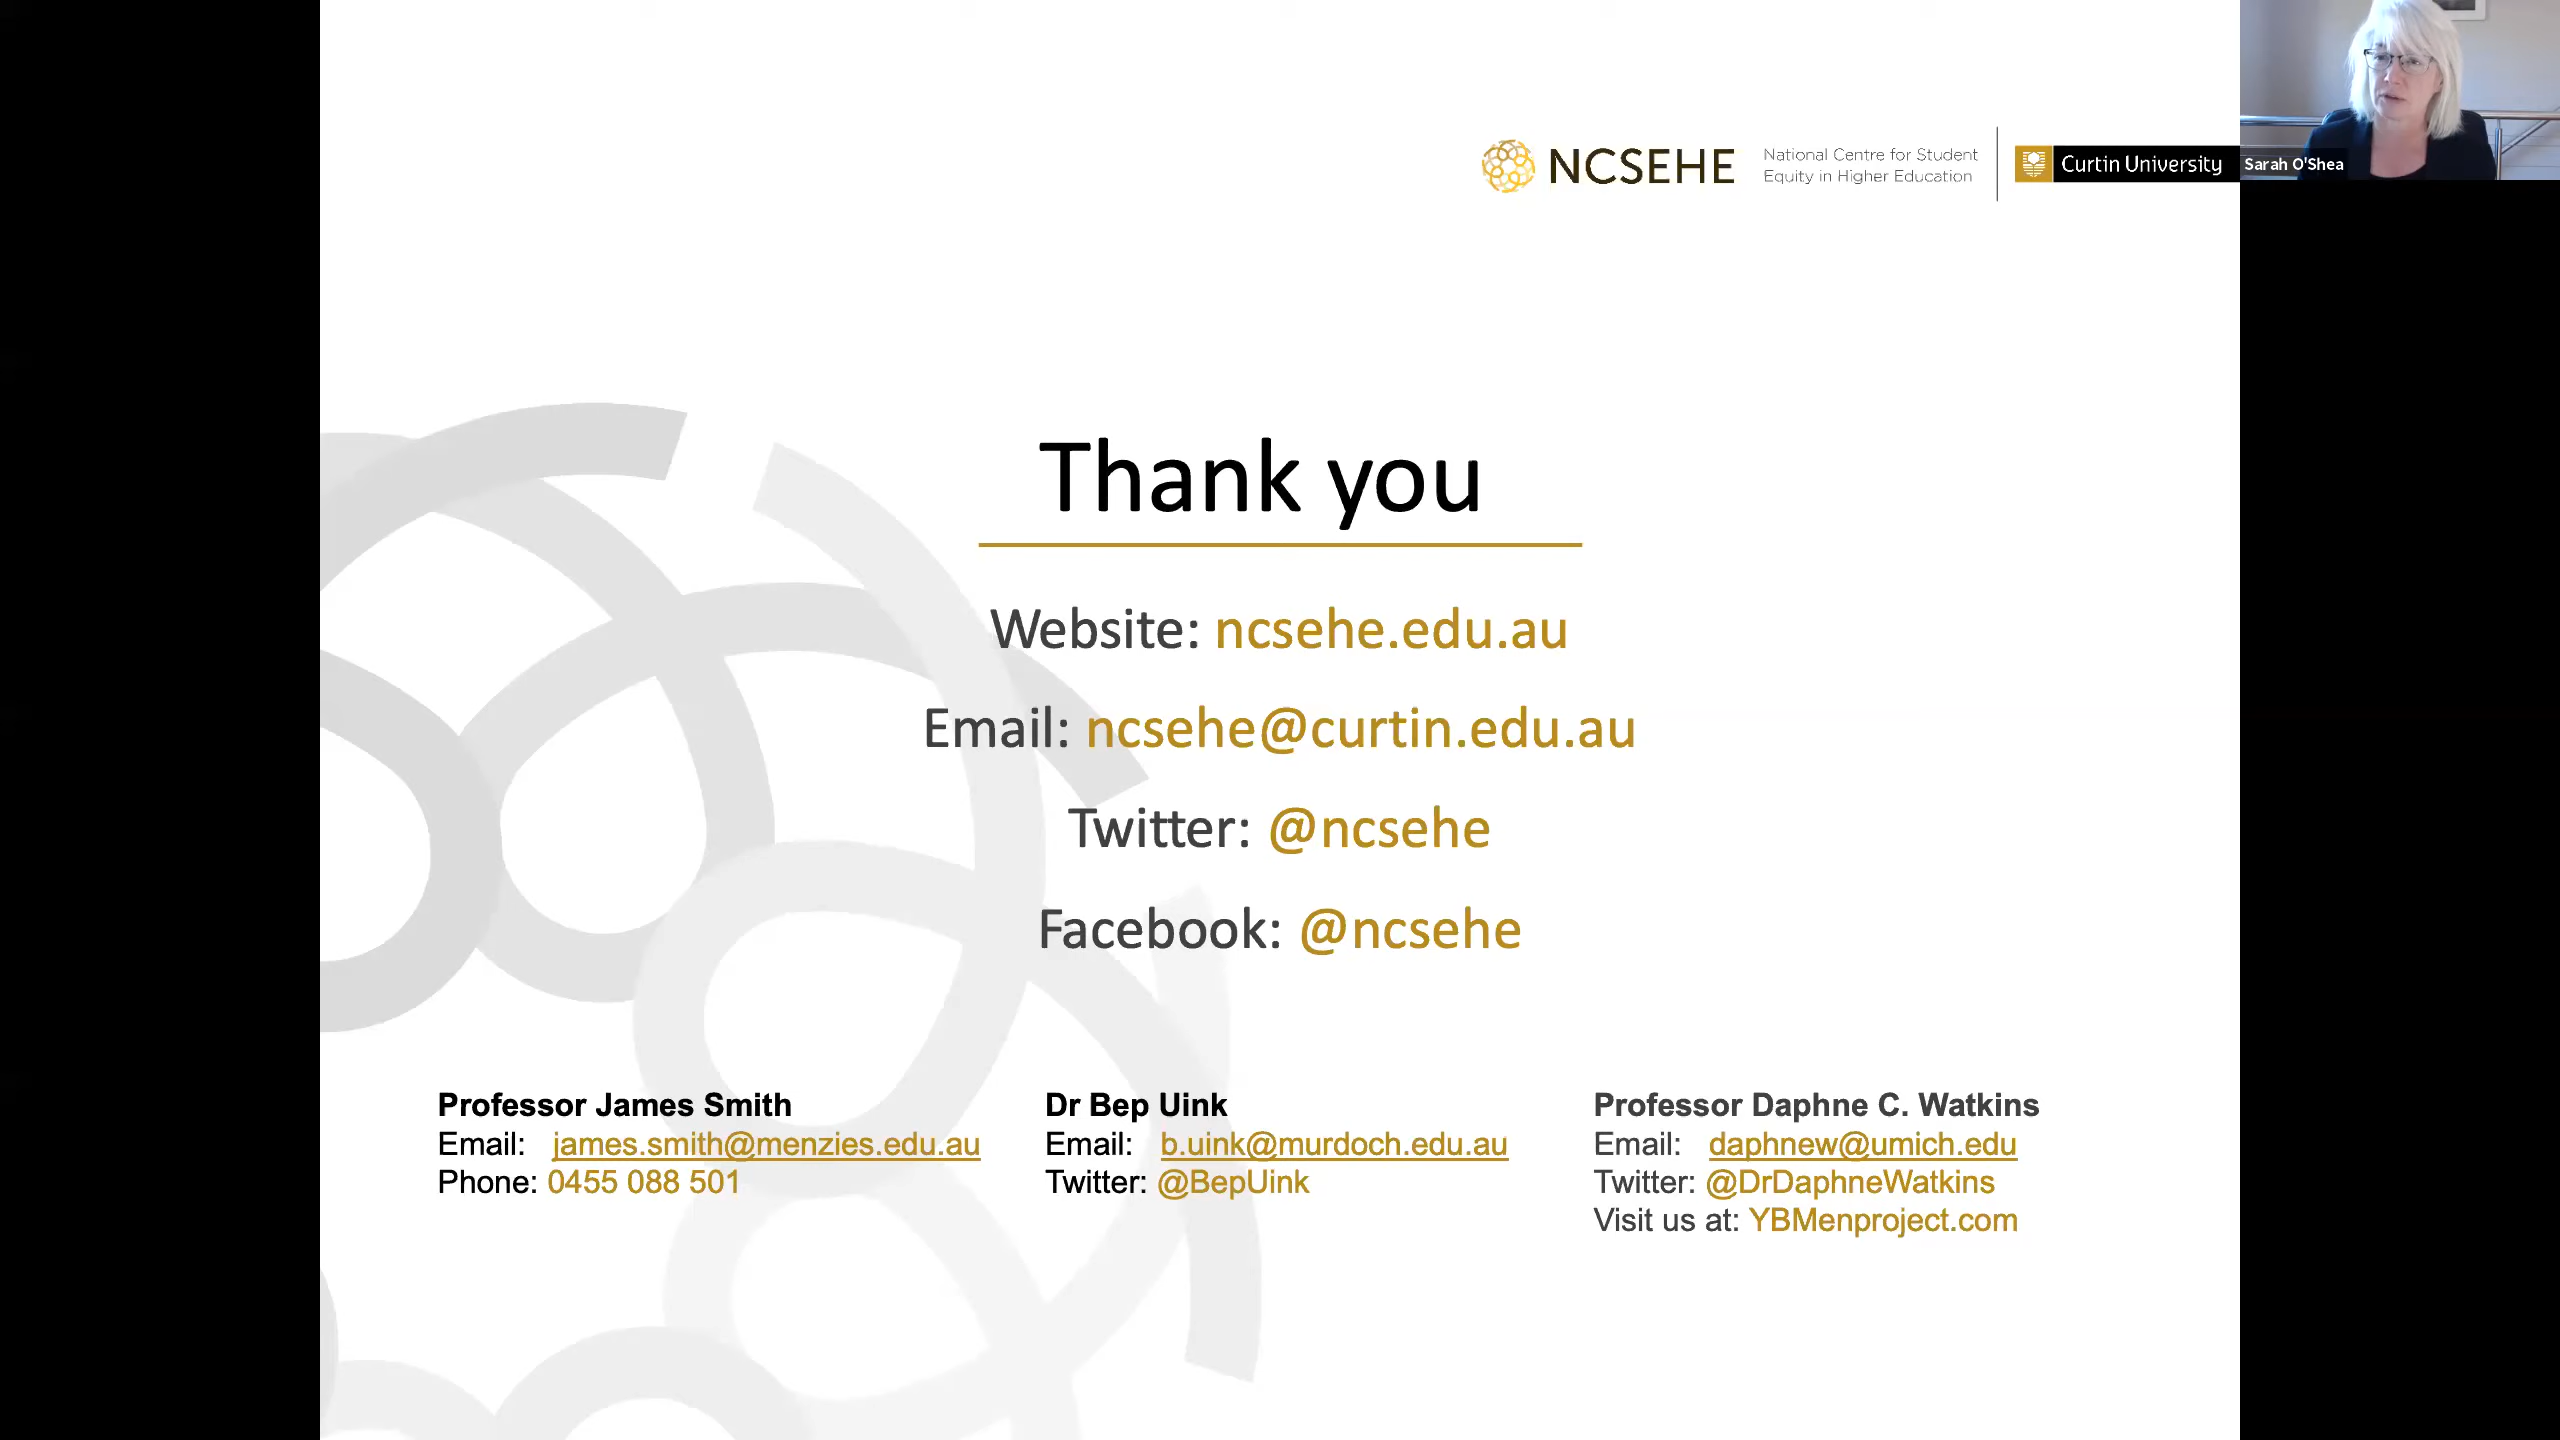 NCSEHE
National Centre for Student
Equity in Higher Education
Curtin University
Sarah O'Shea
Thank you
Website: ncsehe.edu.au
Email: ncsehe@curtin.edu.au
Twitter: @ncsehe
Facebook: @ncsehe
Professor James Smith
Email: james.smith@menzies.edu.au
Phone: 0455 088 501
Dr Bep Uink
Email: b.uink@murdoch.edu.au
Twitter: @BepUink
Professor Daphne C. Watkins
Email: daphnew@umich.edu
Twitter: @DrDaphneWatkins
Visit us at: YBMenproject.com